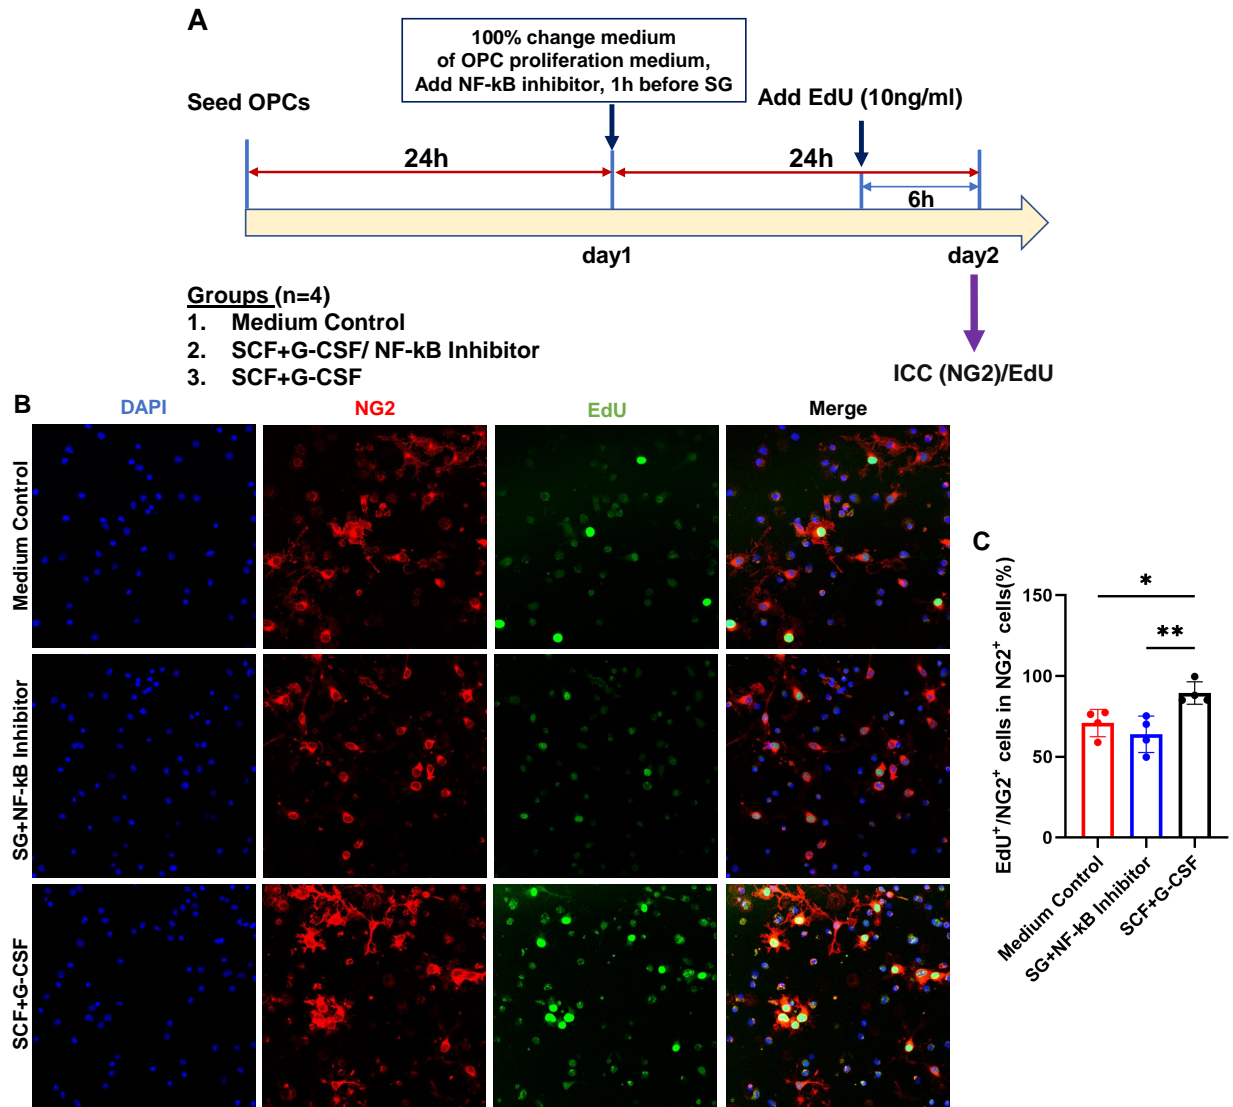 A
100% change medium
of OPC proliferation medium,
Add NF-kB inhibitor, 1h before SG
Seed OPCs
Add EdU (10ng/ml)
24h
24h
6h
day1
day2
Groups (n=4)
1. Medium Control
2. SCF+G-CSF/ NF-kB Inhibitor
3. SCF+G-CSF
ICC (NG2)/EdU
B
DAPI
NG2
EdU
Merge
Medium Control
SG+NF-kB Inhibitor
SCF+G-CSF
C
EdU⁺/NG2⁺ cells in NG2⁺ cells(%)
150
100
50
0
*
**
Medium Control
SG+NF-kB Inhibitor
SCF+G-CSF